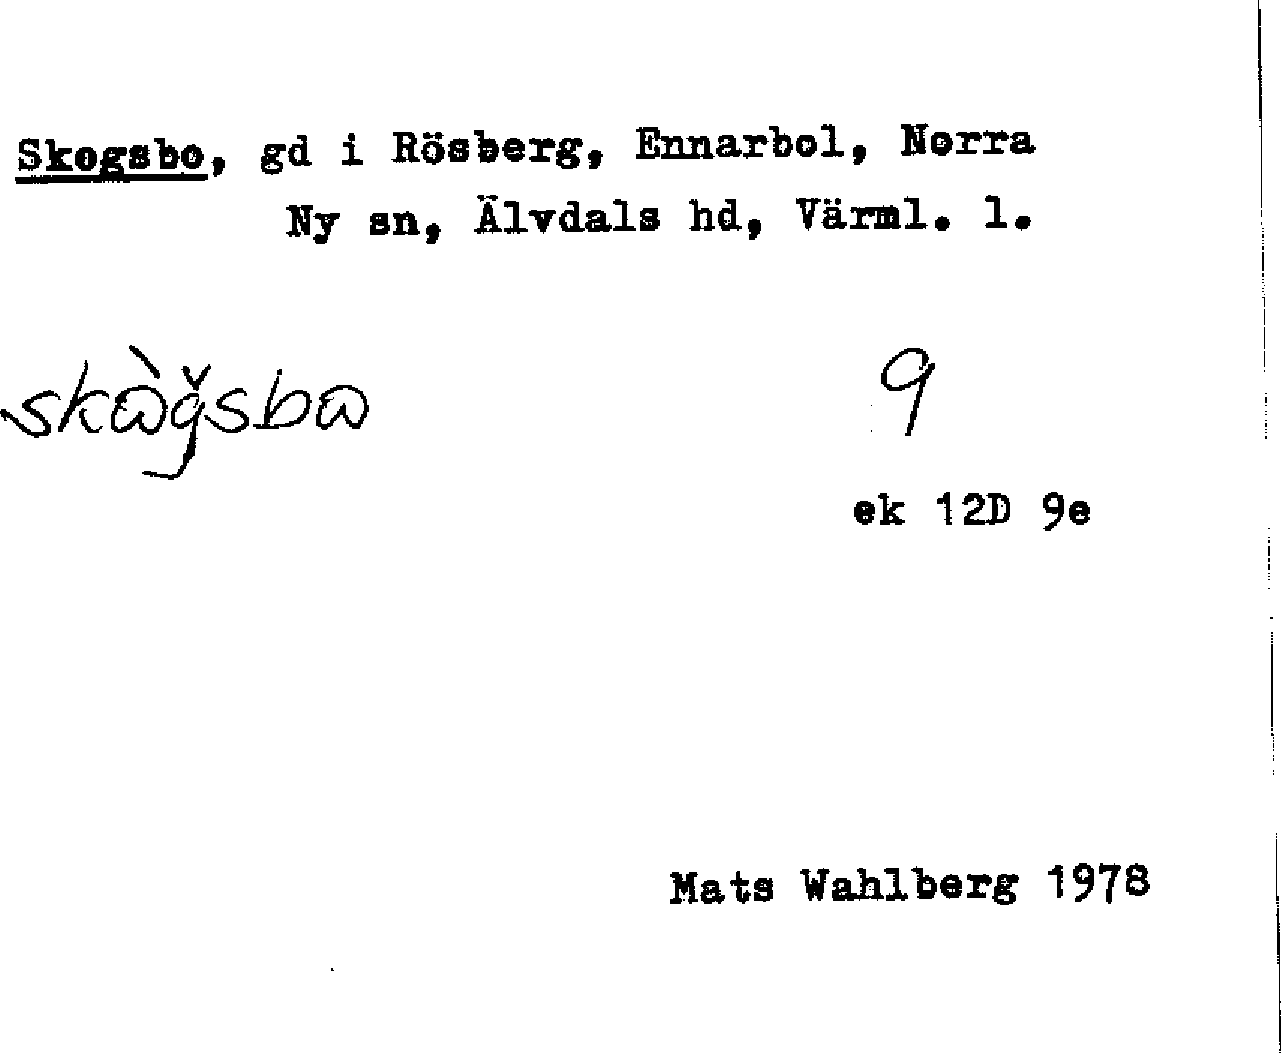 Skogsbo, gd i Rösberg, Ennarbol, Norra
Ny sn, Älvdals hd, Värml. l.
9
ek 12D 9e
Mats Wahlberg 1978